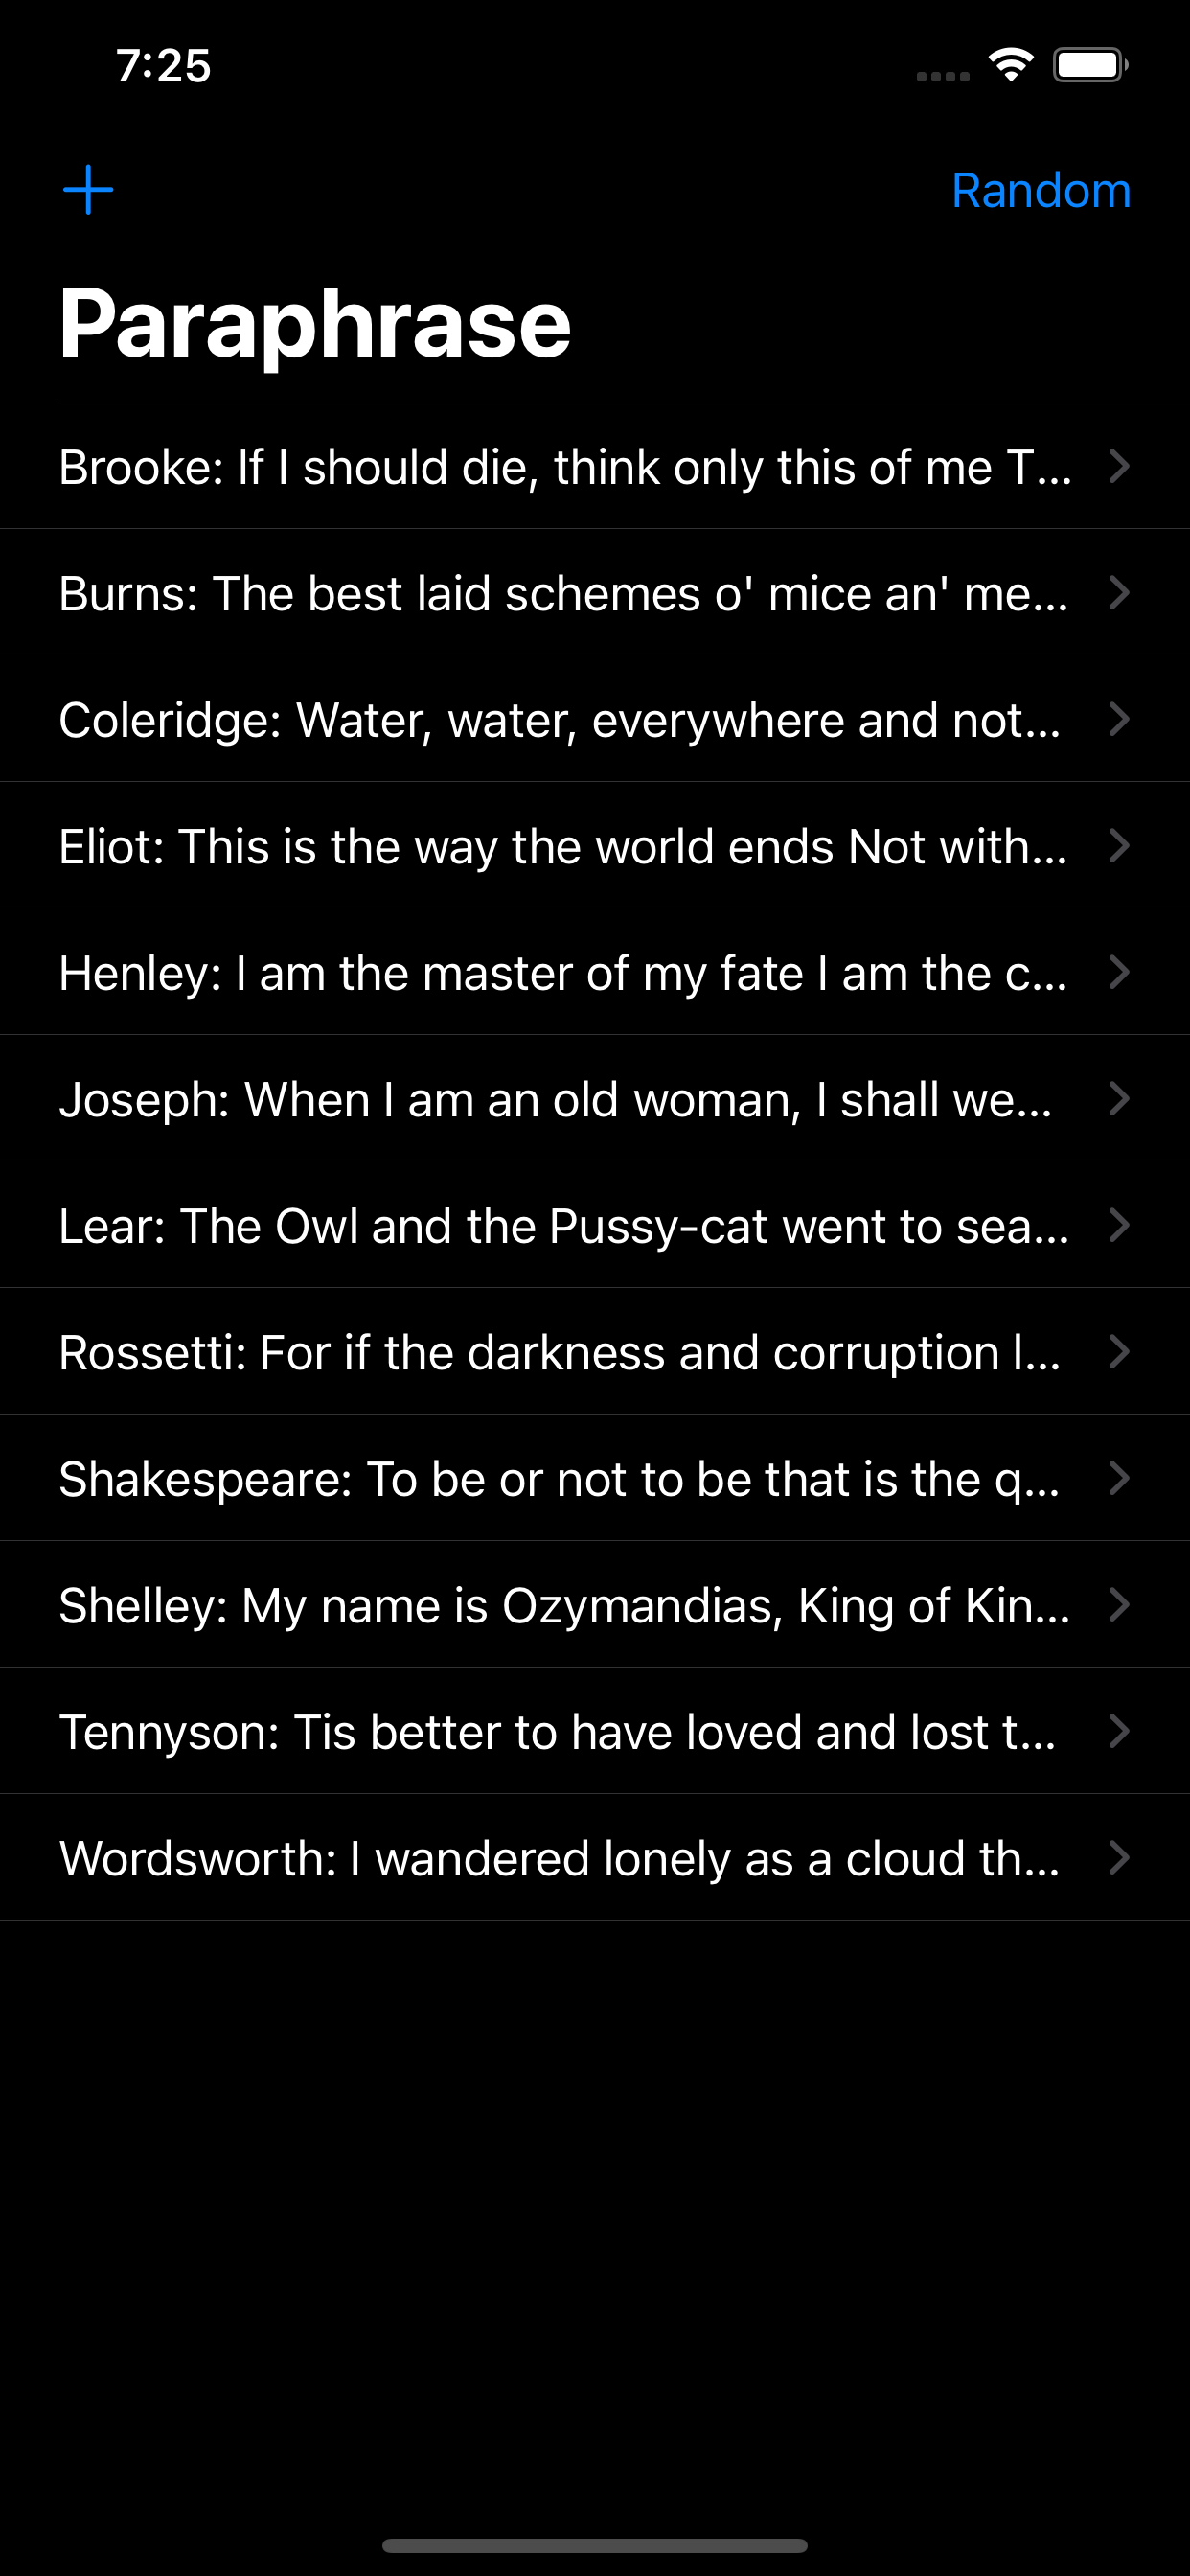 7:25
Random
Paraphrase
Brooke: If I should die, think only this of me T...
Burns: The best laid schemes o' mice an' me...
Coleridge: Water, water, everywhere and not...
Eliot: This is the way the world ends Not with...
Henley: I am the master of my fate I am the c...
Joseph: When I am an old woman, I shall we...
Lear: The Owl and the Pussy-cat went to sea...
Rossetti: For if the darkness and corruption l...
Shakespeare: To be or not to be that is the q...
Shelley: My name is Ozymandias, King of Kin...
Tennyson: Tis better to have loved and lost t...
Wordsworth: I wandered lonely as a cloud th...